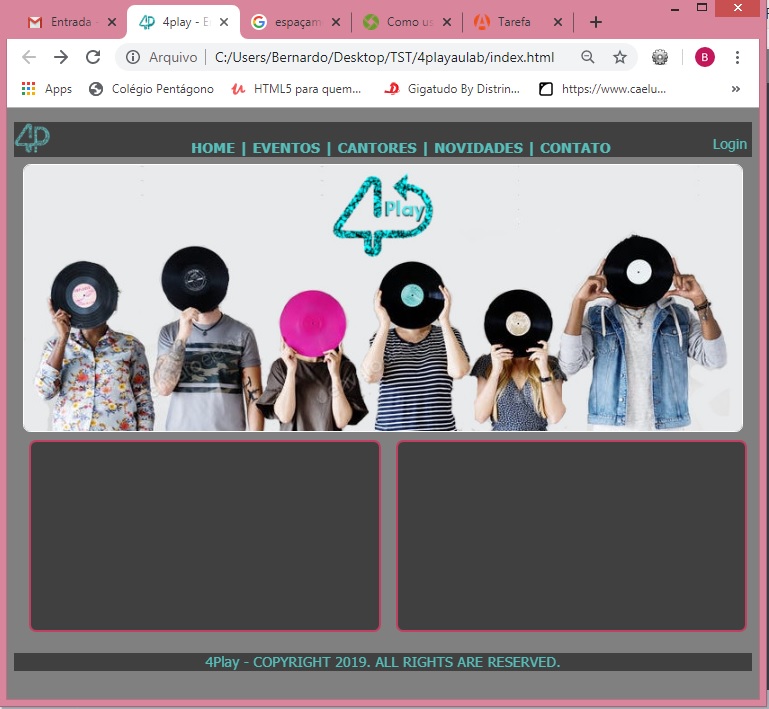 Entrada -
4play - E
espaçam
Como us
Tarefa
Arquivo
C:/Users/Bernardo/Desktop/TST/4playaulab/index.html
B
Apps
Colégio Pentágono
HTML5 para quem...
Gigatudo By Distrin...
https://www.caelu...
»
4P
HOME | EVENTOS | CANTORES | NOVIDADES | CONTATO
Login
4Play
4Play - COPYRIGHT 2019. ALL RIGHTS ARE RESERVED.